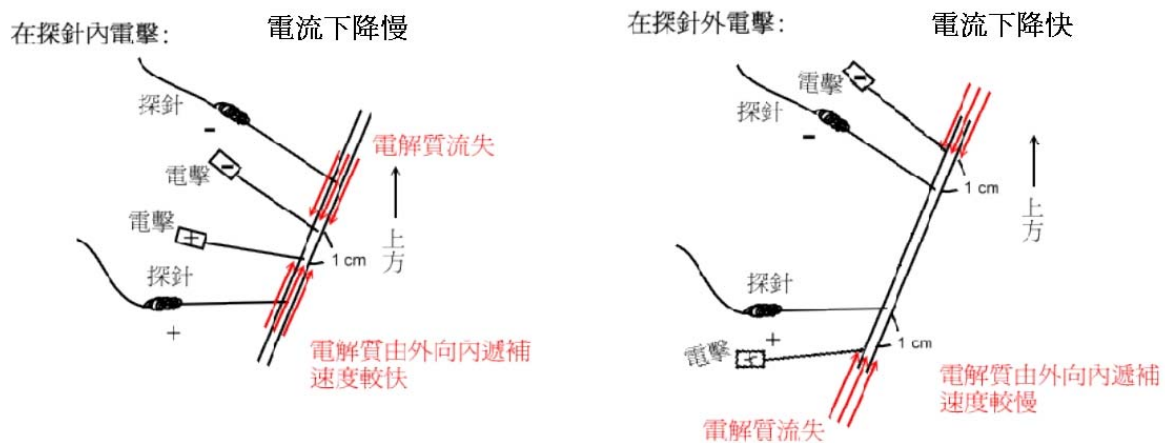 在探針內電擊:
電流下降慢
探針
-
電解質流失
電擊
-
電擊
+
上方
1 cm
探針
+
電解質由外向內遞補
速度較快
在探針外電擊:
電流下降快
電擊
-
探針
-
1 cm
上方
探針
+
1 cm
電擊
+
電解質由外向內遞補
速度較慢
電解質流失